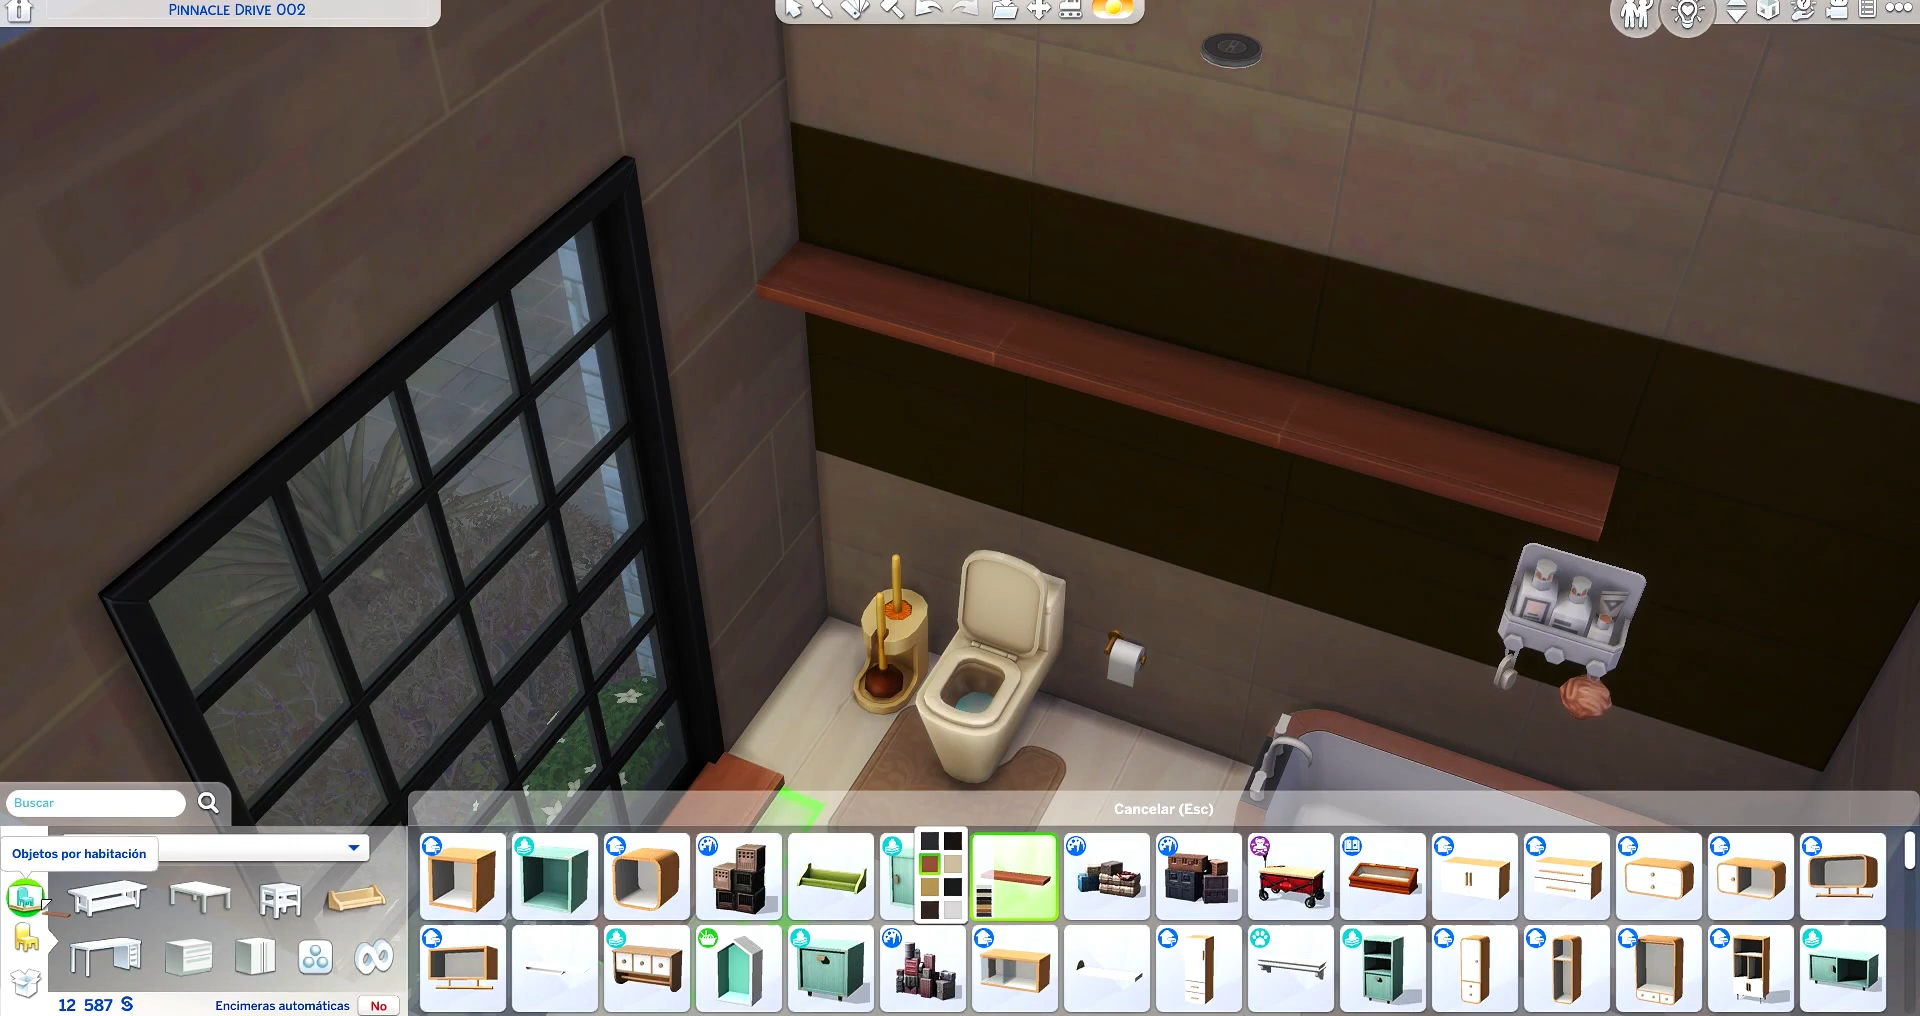 PINNACLE DRIVE 002
Buscar
Cancelar (Esc)
Objetos por habitación
12 587 §
Encimeras automáticas
No